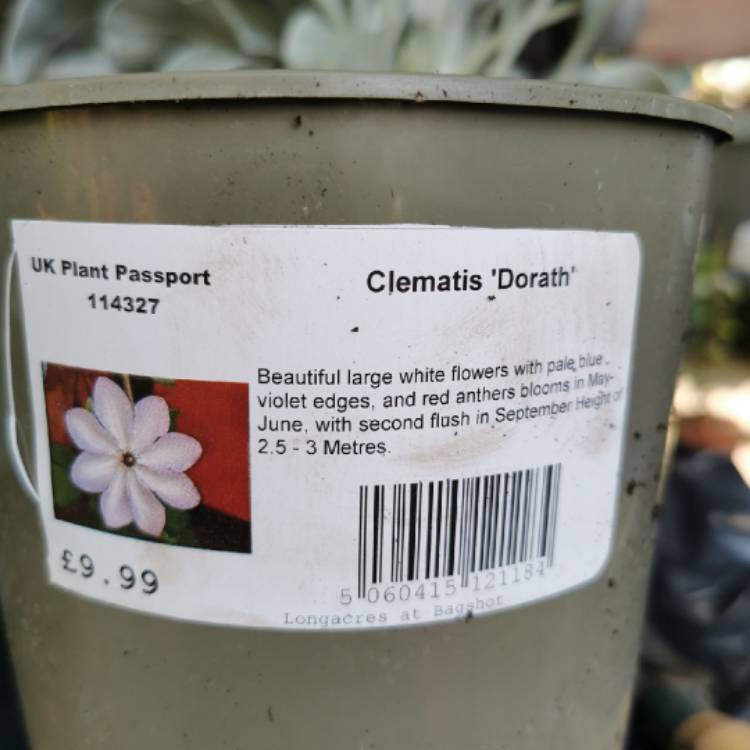 UK Plant Passport
114327
Clematis 'Dorath'
Beautiful large white flowers with pale blue-
violet edges, and red anthers blooms in May-
June, with second flush in September Height of
2.5 - 3 Metres.
£9.99
5 060415 121184
Longacres at Bagshot